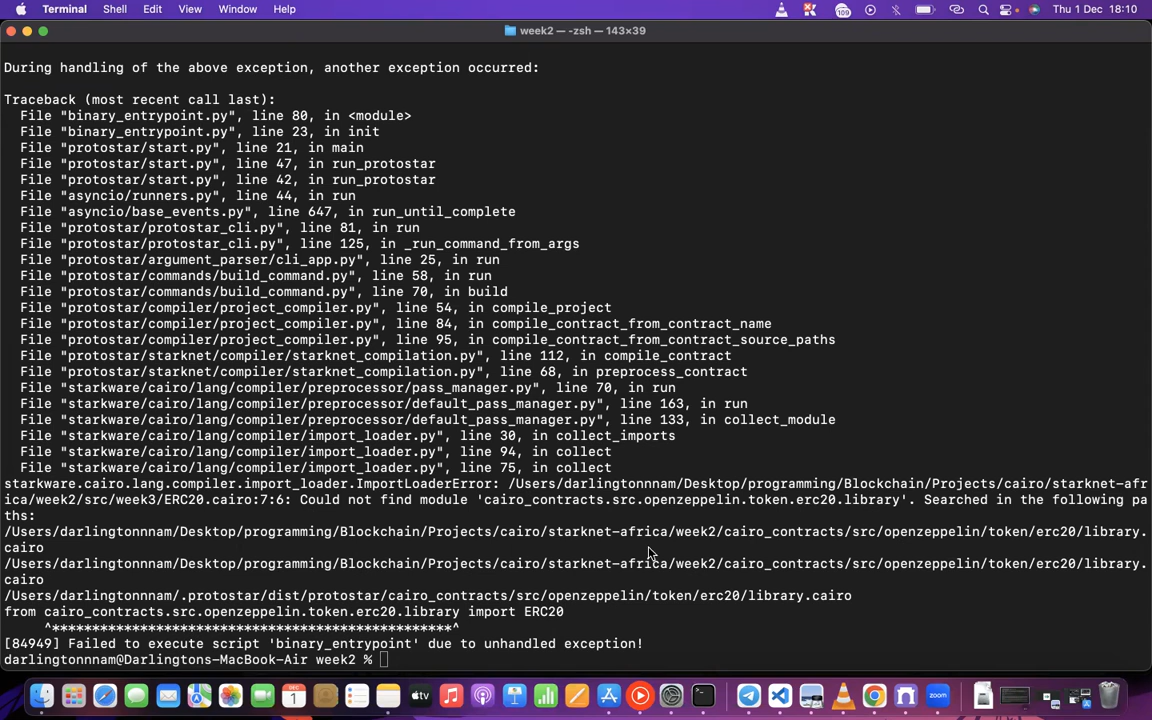 Terminal Shell Edit View Window Help 109 Thu 1 Dec 18:10
week2 — -zsh — 143×39
During handling of the above exception, another exception occurred:
Traceback (most recent call last):
File "binary_entrypoint.py", line 80, in <module>
File "binary_entrypoint.py", line 23, in init
File "protostar/start.py", line 21, in main
File "protostar/start.py", line 47, in run_protostar
File "protostar/start.py", line 42, in run_protostar
File "asyncio/runners.py", line 44, in run
File "asyncio/base_events.py", line 647, in run_until_complete
File "protostar/protostar_cli.py", line 81, in run
File "protostar/protostar_cli.py", line 125, in _run_command_from_args
File "protostar/argument_parser/cli_app.py", line 25, in run
File "protostar/commands/build_command.py", line 58, in run
File "protostar/commands/build_command.py", line 70, in build
File "protostar/compiler/project_compiler.py", line 54, in compile_project
File "protostar/compiler/project_compiler.py", line 84, in compile_contract_from_contract_name
File "protostar/compiler/project_compiler.py", line 95, in compile_contract_from_contract_source_paths
File "protostar/starknet/compiler/starknet_compilation.py", line 112, in compile_contract
File "protostar/starknet/compiler/starknet_compilation.py", line 68, in preprocess_contract
File "starkware/cairo/lang/compiler/preprocessor/pass_manager.py", line 70, in run
File "starkware/cairo/lang/compiler/preprocessor/default_pass_manager.py", line 163, in run
File "starkware/cairo/lang/compiler/preprocessor/default_pass_manager.py", line 133, in collect_module
File "starkware/cairo/lang/compiler/import_loader.py", line 30, in collect_imports
File "starkware/cairo/lang/compiler/import_loader.py", line 94, in collect
File "starkware/cairo/lang/compiler/import_loader.py", line 75, in collect
starkware.cairo.lang.compiler.import_loader.ImportLoaderError: /Users/darlingtonnnam/Desktop/programming/Blockchain/Projects/cairo/starknet-afr
ica/week2/src/week3/ERC20.cairo:7:6: Could not find module 'cairo_contracts.src.openzeppelin.token.erc20.library'. Searched in the following pa
ths:
/Users/darlingtonnnam/Desktop/programming/Blockchain/Projects/cairo/starknet-africa/week2/cairo_contracts/src/openzeppelin/token/erc20/library.
cairo
/Users/darlingtonnnam/Desktop/programming/Blockchain/Projects/cairo/starknet-africa/week2/cairo_contracts/src/openzeppelin/token/erc20/library.
cairo
/Users/darlingtonnnam/.protostar/dist/protostar/cairo_contracts/src/openzeppelin/token/erc20/library.cairo
from cairo_contracts.src.openzeppelin.token.erc20.library import ERC20
^**************************************************^
[84949] Failed to execute script 'binary_entrypoint' due to unhandled exception!
darlingtonnnam@Darlingtons-MacBook-Air week2 %
DEC 1 tv zoom